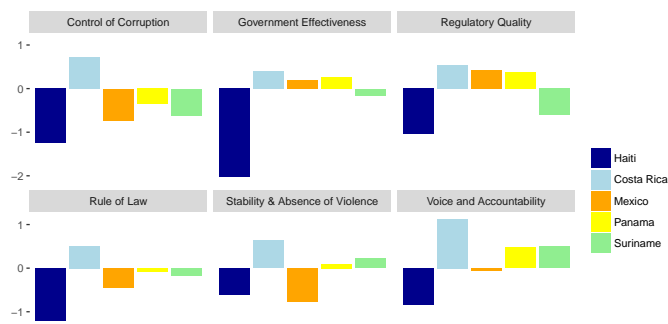 Control of Corruption
Government Effectiveness
Regulatory Quality
1
0
−1
−2
Rule of Law
Stability & Absence of Violence
Voice and Accountability
1
0
−1
Haiti
Costa Rica
Mexico
Panama
Suriname